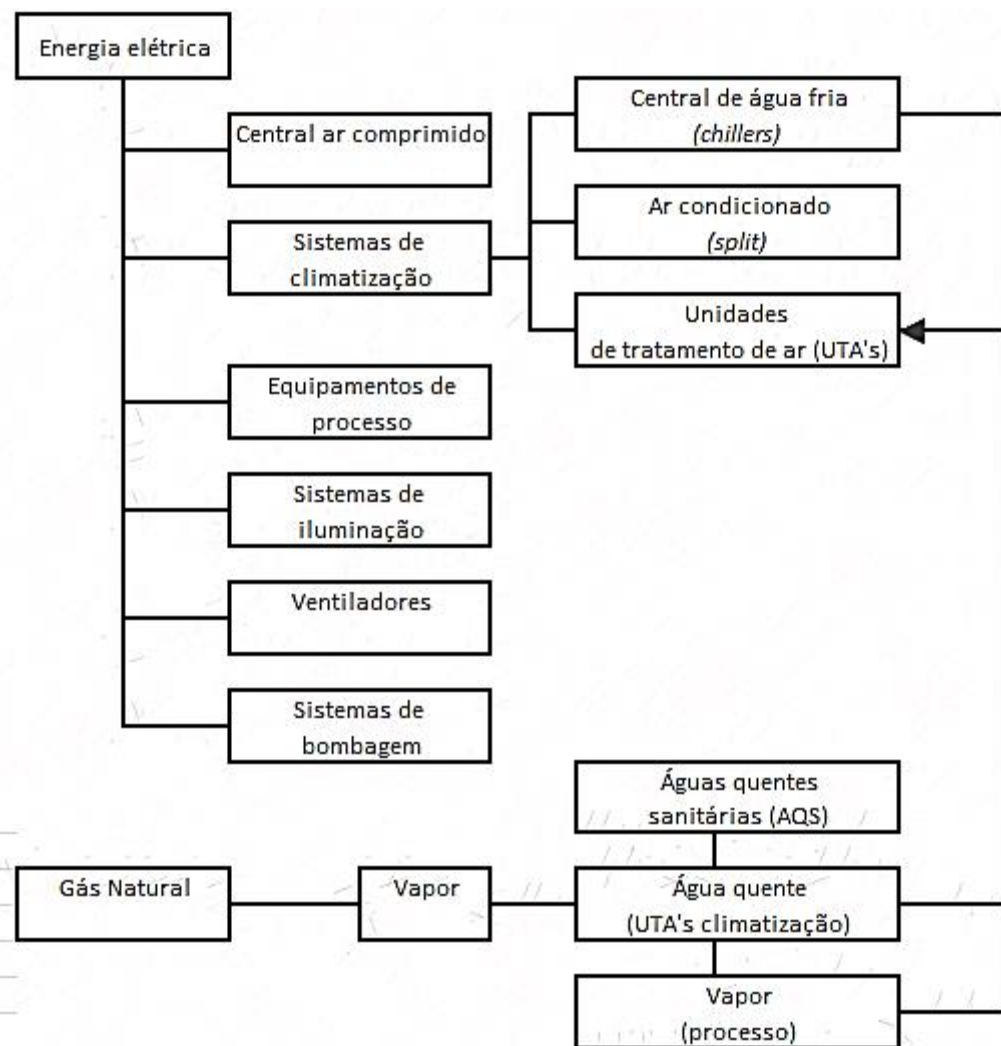 Energia elétrica
Central ar comprimido
Sistemas de
climatização
Central de água fria
(chillers)
Ar condicionado
(split)
Unidades
de tratamento de ar (UTA's)
Equipamentos de
processo
Sistemas de
iluminação
Ventiladores
Sistemas de
bombagem
Gás Natural
Vapor
Águas quentes
sanitárias (AQS)
Água quente
(UTA's climatização)
Vapor
(processo)